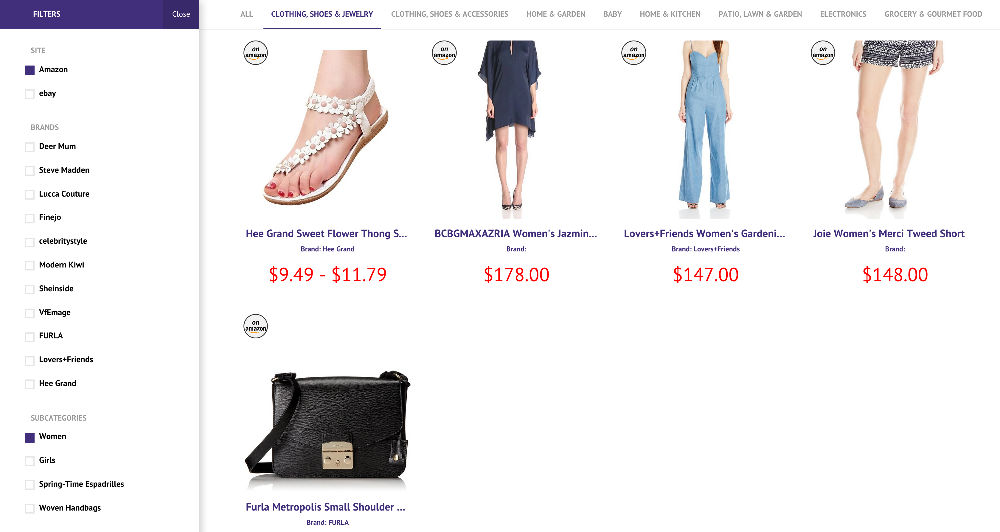 FILTERS
Close
ALL
CLOTHING, SHOES & JEWELRY
CLOTHING, SHOES & ACCESSORIES
HOME & GARDEN
BABY
HOME & KITCHEN
PATIO, LAWN & GARDEN
ELECTRONICS
GROCERY & GOURMET FOOD
SITE
Amazon
ebay
BRANDS
Deer Mum
Steve Madden
Lucca Couture
Finejo
celebritystyle
Modern Kiwi
Sheinside
VfEmage
FURLA
Lovers+Friends
Hee Grand
SUBCATEGORIES
Women
Girls
Spring-Time Espadrilles
Woven Handbags
on
amazon
Hee Grand Sweet Flower Thong S...
Brand: Hee Grand
$9.49 - $11.79
on
amazon
BCBGMAXAZRIA Women's Jazmin...
Brand:
$178.00
on
amazon
Lovers+Friends Women's Gardeni...
Brand: Lovers+Friends
$147.00
on
amazon
Joie Women's Merci Tweed Short
Brand:
$148.00
on
amazon
FURLA
Furla Metropolis Small Shoulder ...
Brand: FURLA